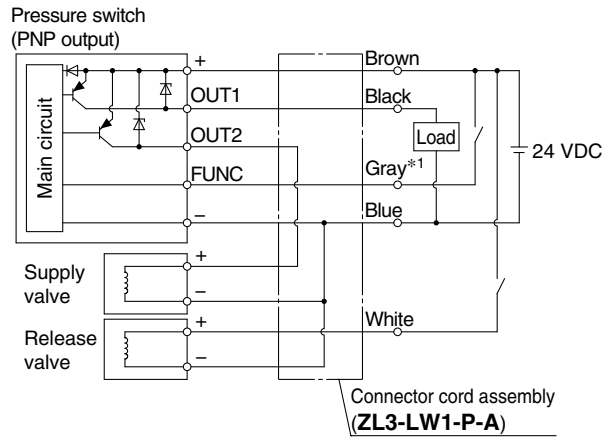 Pressure switch
(PNP output)
Main circuit
+
OUT1
OUT2
FUNC
–
Brown
Black
Load
Gray*1
Blue
24 VDC
Supply
valve
+
–
Release
valve
+
–
White
Connector cord assembly
(ZL3-LW1-P-A)